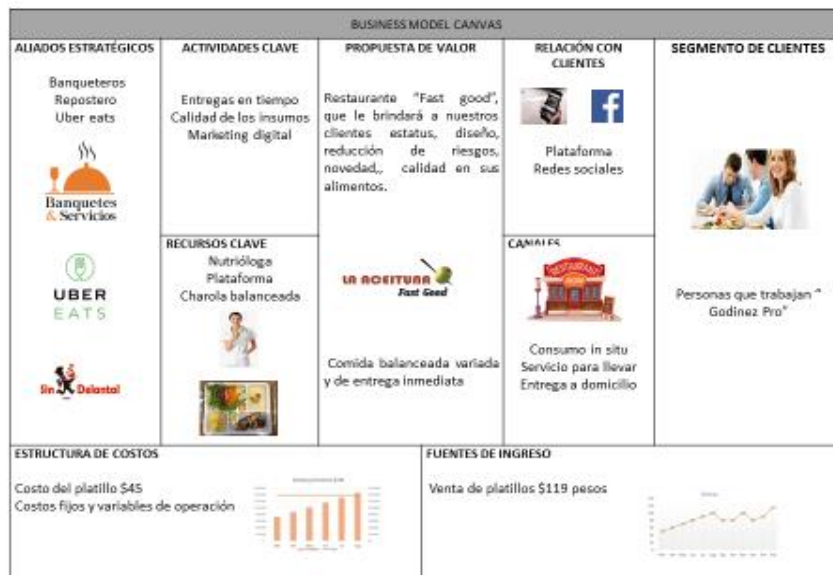 BUSINESS MODEL CANVAS
ALIADOS ESTRATÉGICOS
Banqueteros
Repostero
Uber eats
Banquetes
& Servicios
UBER
EATS
Sin Delantal
ACTIVIDADES CLAVE
Entregas en tiempo
Calidad de los insumos
Marketing digital
RECURSOS CLAVE
Nutrióloga
Plataforma
Charola balanceada
PROPUESTA DE VALOR
Restaurante "Fast good",
que le brindará a nuestros
clientes estatus, diseño,
reducción de riesgos,
novedad,, calidad en sus
alimentos.
LA ACEITUNA
Fast Good
Comida balanceada variada
y de entrega inmediata
RELACIÓN CON
CLIENTES
Plataforma
Redes sociales
CANALES
RESTAURANT
Consumo in situ
Servicio para llevar
Entrega a domicilio
SEGMENTO DE CLIENTES
Personas que trabajan "
Godinez Pro"
ESTRUCTURA DE COSTOS
Costo del platillo $45
Costos fijos y variables de operación
FUENTES DE INGRESO
Venta de platillos $119 pesos